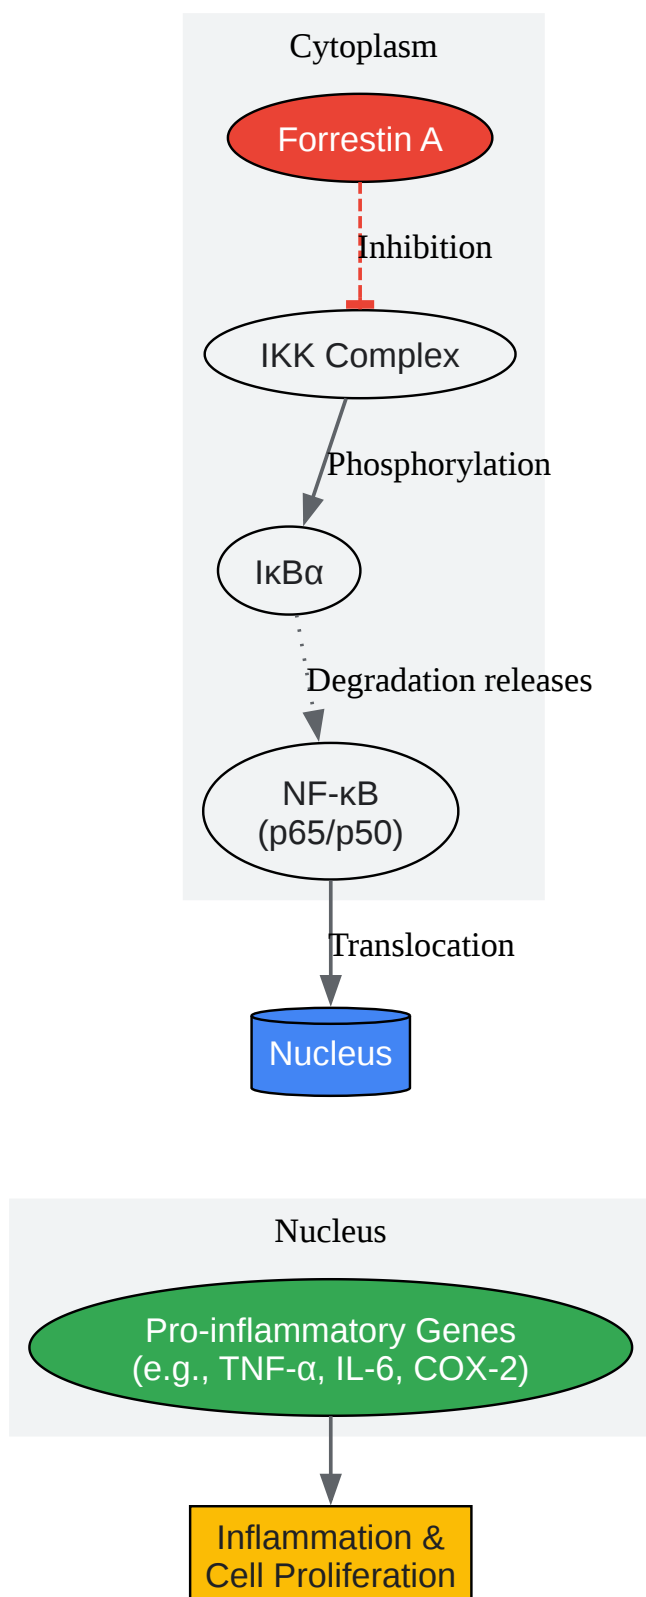 Cytoplasm
Forrestin A
Inhibition
IKK Complex
Phosphorylation
IκBα
Degradation releases
NF-κB
(p65/p50)
Translocation
Nucleus
Nucleus
Pro-inflammatory Genes
(e.g., TNF-α, IL-6, COX-2)
Inflammation &
Cell Proliferation